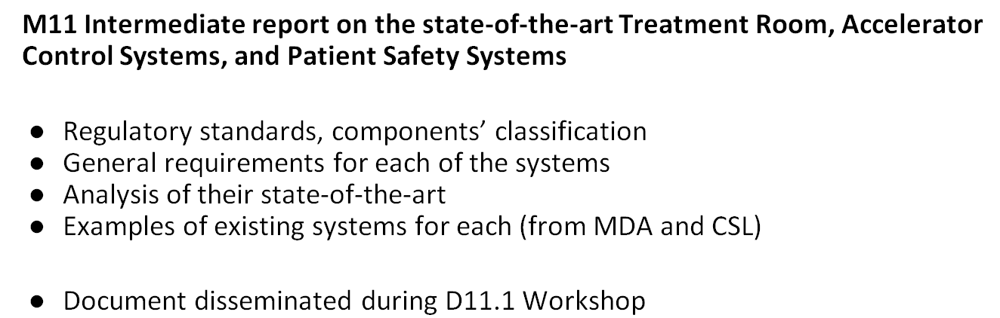 M11 Intermediate report on the state-of-the-art Treatment Room, Accelerator
Control Systems, and Patient Safety Systems
● Regulatory standards, components’ classification
● General requirements for each of the systems
● Analysis of their state-of-the-art
● Examples of existing systems for each (from MDA and CSL)
● Document disseminated during D11.1 Workshop